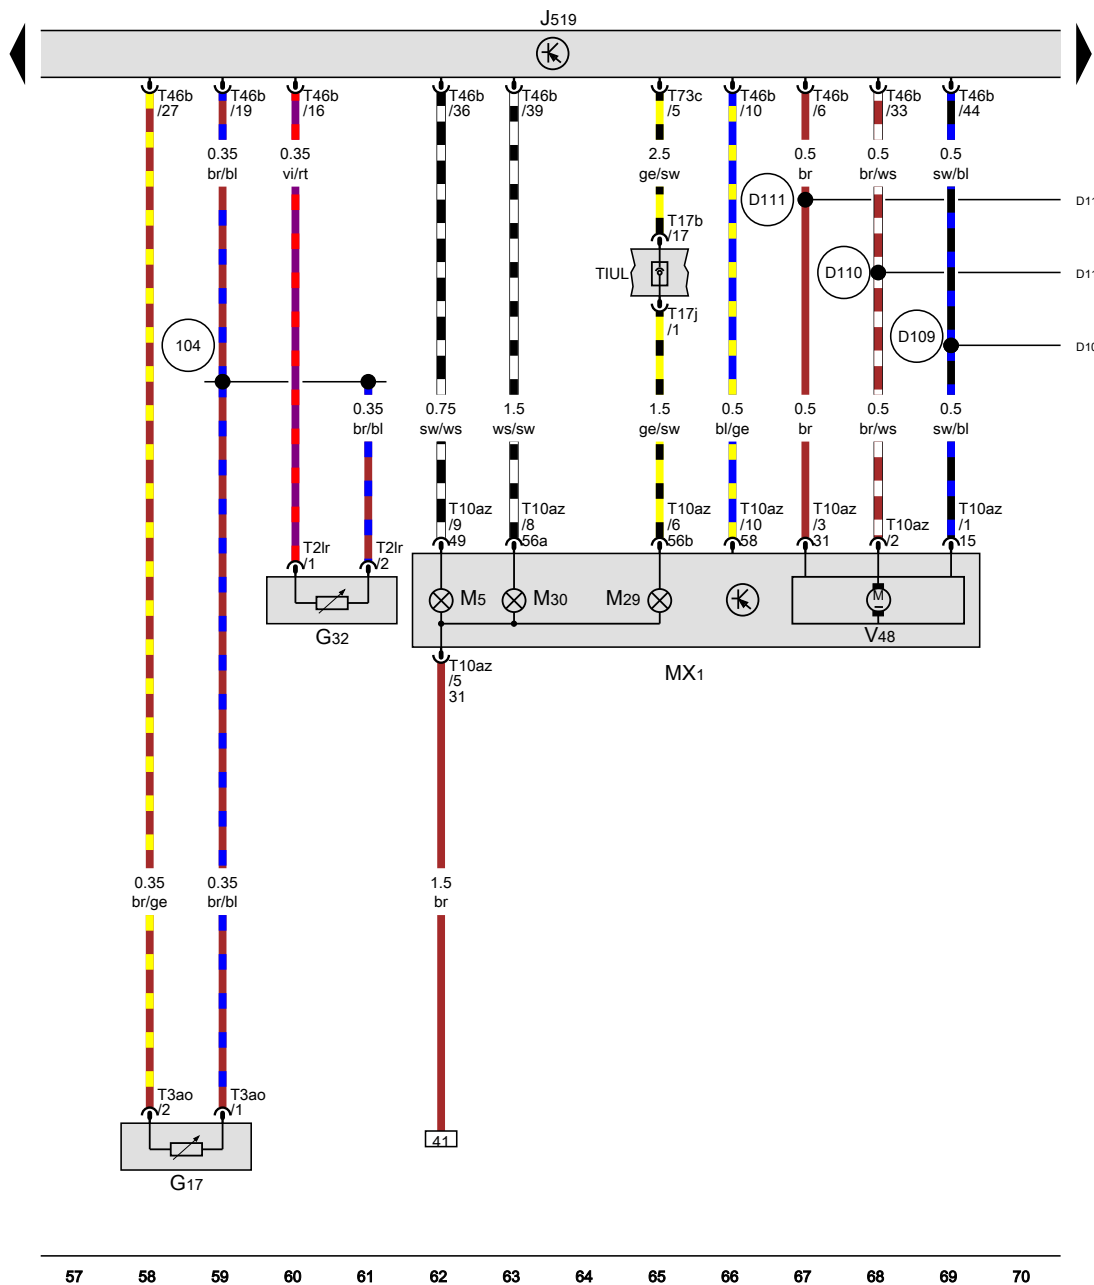 J519
T46b
/27
T46b
/19
T46b
/16
T46b
/36
T46b
/39
T73c
/5
T46b
/10
T46b
/6
T46b
/33
T46b
/44
0.35
br/bl
0.35
vi/rt
2.5
ge/sw
0.5
br
0.5
br/ws
0.5
sw/bl
D111
D11
T17b
/17
TIUL
D110
D11
T17j
/1
104
D109
D10
0.35
br/bl
0.75
sw/ws
1.5
ws/sw
1.5
ge/sw
0.5
bl/ge
0.5
br
0.5
br/ws
0.5
sw/bl
T10az
/9
49
T10az
/8
56a
T10az
/6
56b
T10az
/10
58
T10az
/3
31
T10az
/2
T10az
/1
15
T2lr
/1
T2lr
/2
M5
M30
M29
M
V48
G32
T10az
/5
31
MX1
0.35
br/ge
0.35
br/bl
1.5
br
T3ao
/2
T3ao
/1
41
G17
57 58 59 60 61 62 63 64 65 66 67 68 69 70